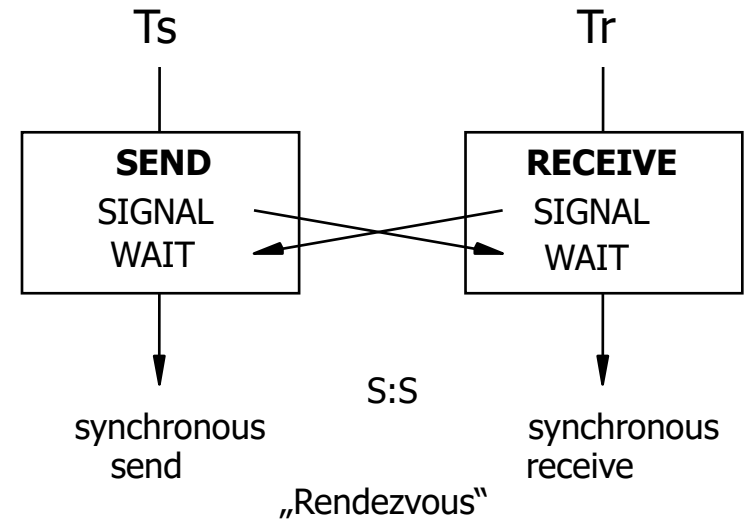 Ts
Tr
SEND
SIGNAL
WAIT
RECEIVE
SIGNAL
WAIT
S:S
synchronous
send
synchronous
receive
„Rendezvous“